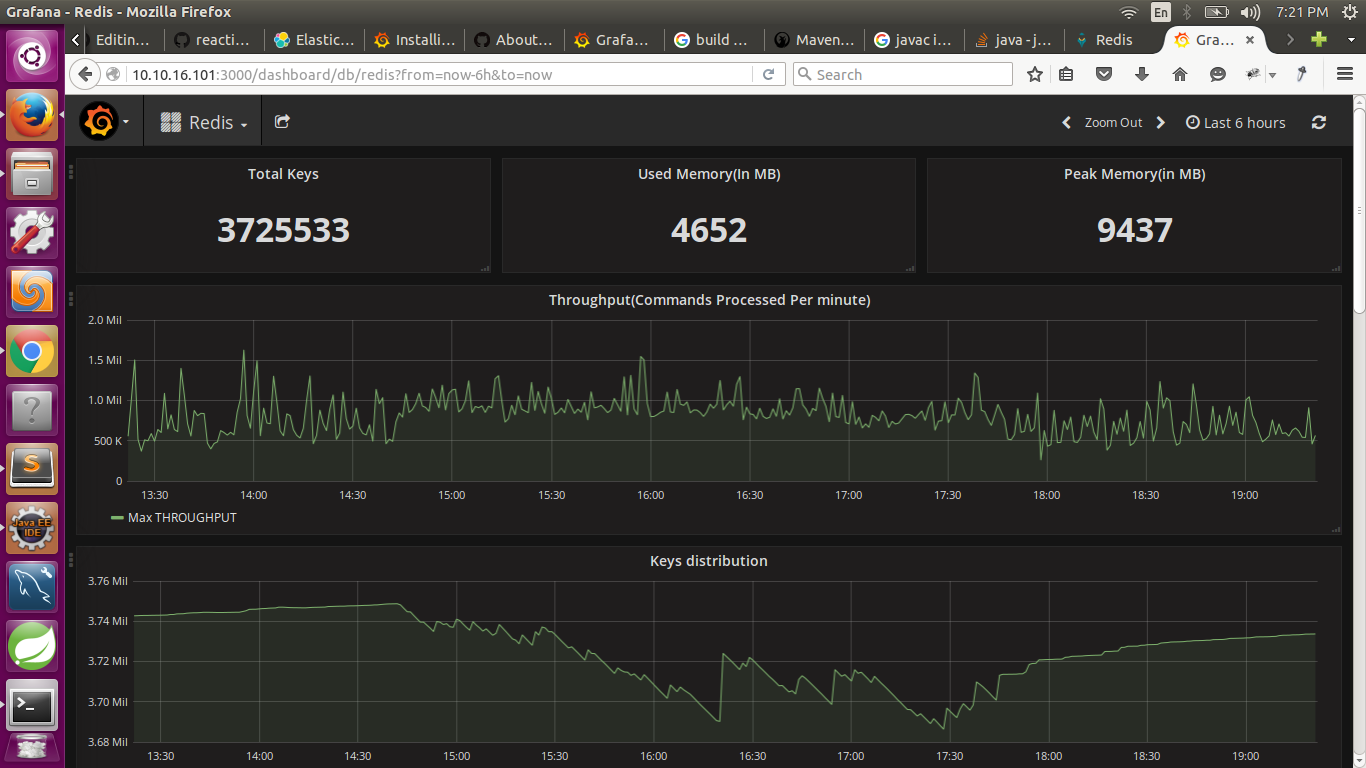 Grafana - Redis - Mozilla Firefox En 7:21 PM
Editin... reacti... Elastic... Installi... About... Grafa... build ... Maven... javac i... java - j... Redis Gra...
10.10.16.101:3000/dashboard/db/redis?from=now-6h&to=now Search
Redis Zoom Out Last 6 hours
Total Keys Used Memory(In MB) Peak Memory(in MB)
3725533 4652 9437
Throughput(Commands Processed Per minute)
2.0 Mil
1.5 Mil
1.0 Mil
500 K
0
13:30 14:00 14:30 15:00 15:30 16:00 16:30 17:00 17:30 18:00 18:30 19:00
Max THROUGHPUT
Keys distribution
3.76 Mil
3.74 Mil
3.72 Mil
3.70 Mil
3.68 Mil
13:30 14:00 14:30 15:00 15:30 16:00 16:30 17:00 17:30 18:00 18:30 19:00
?
S
Java EE
IDE
>_